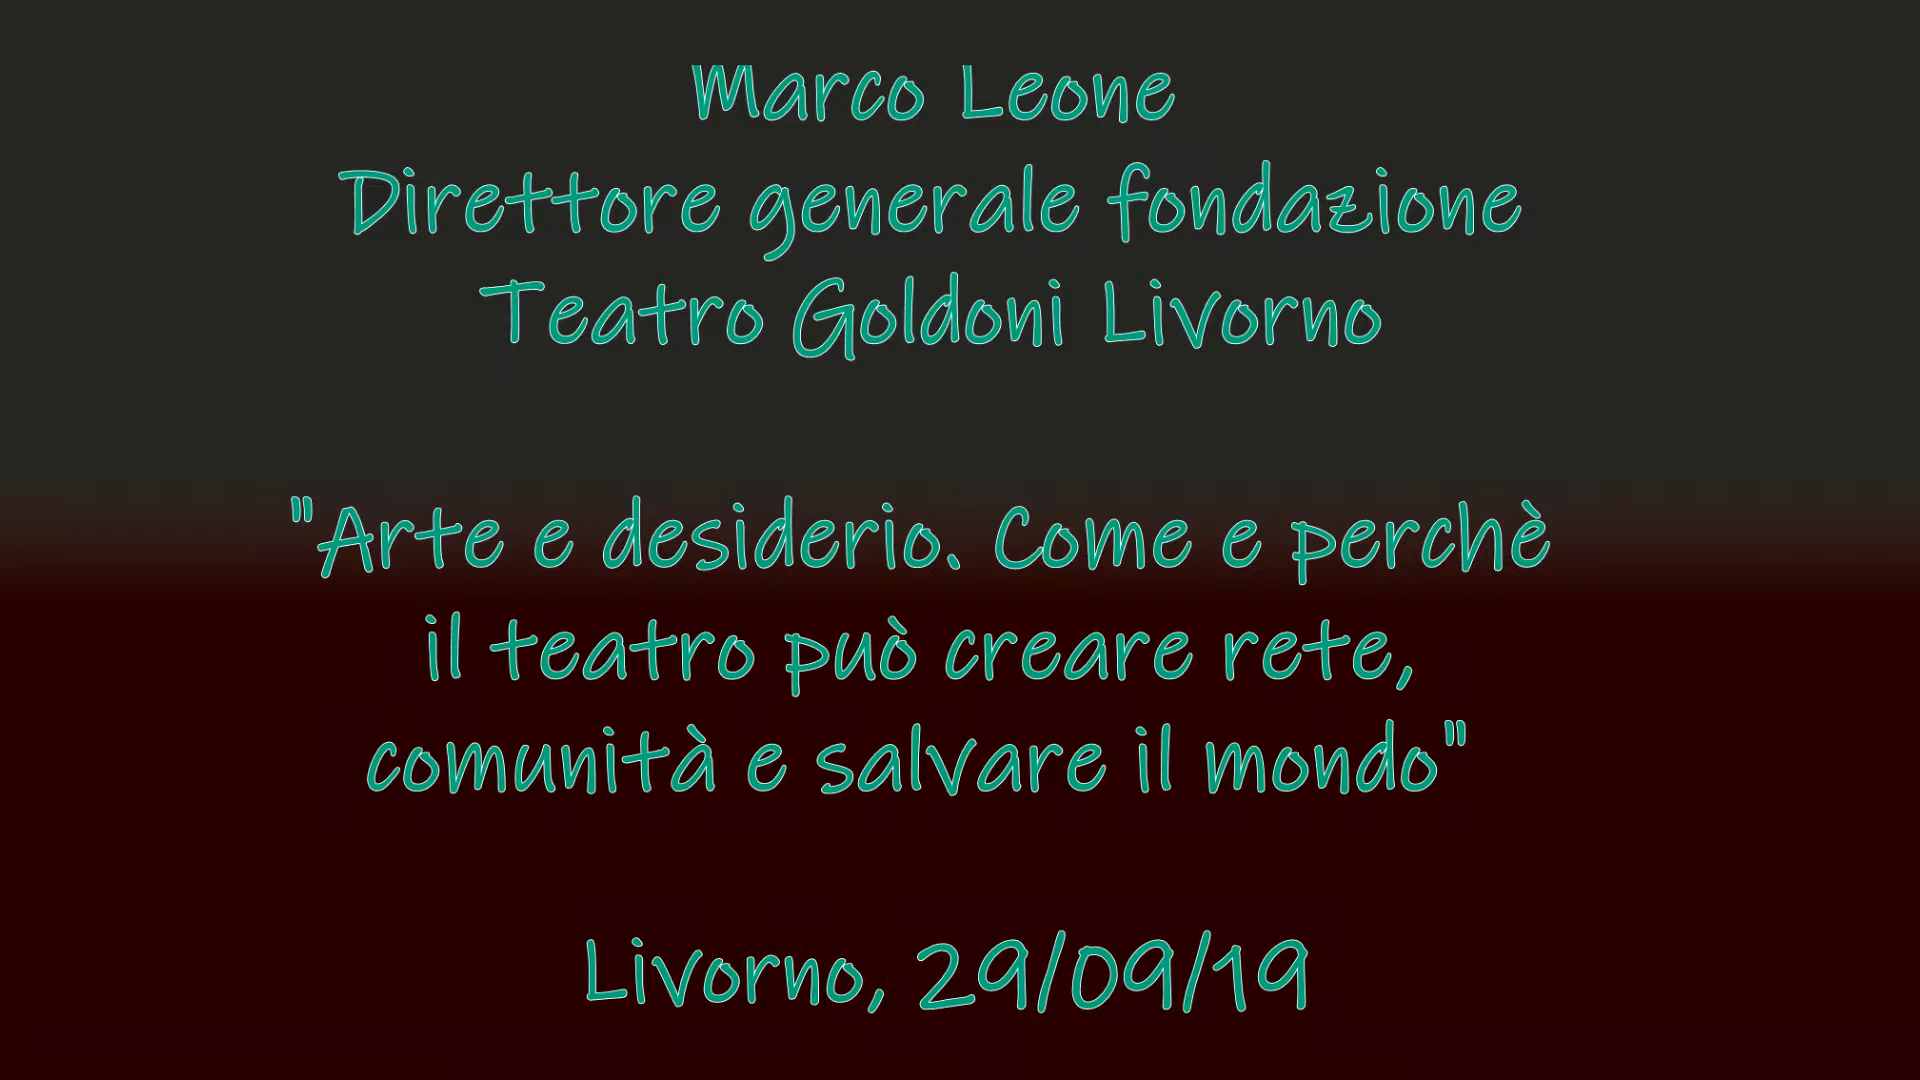 Marco Leone
Direttore generale fondazione
Teatro Goldoni Livorno
"Arte e desiderio. Come e perchè
il teatro può creare rete,
comunità e salvare il mondo"
Livorno, 29/09/19